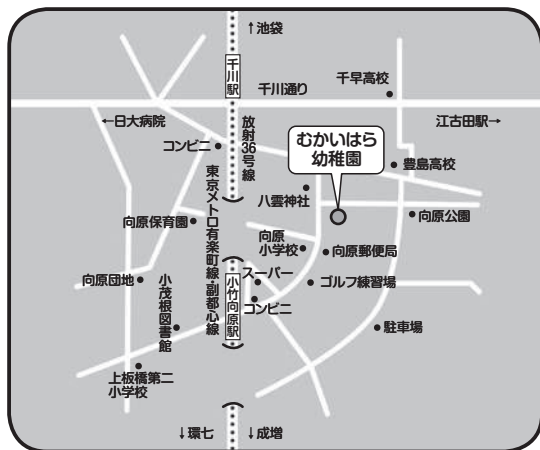 ↑池袋
千川駅
千川通り
千早高校
←日大病院
江古田駅→
放射36号線
コンビニ
むかいはら
幼稚園
豊島高校
八雲神社
東京メトロ有楽町線・副都心線
向原保育園
向原公園
向原
小学校
向原郵便局
向原団地
小茂根
図書館
小竹向原駅
スーパー
コンビニ
ゴルフ練習場
駐車場
上板橋第二
小学校
↓環七
↓成増